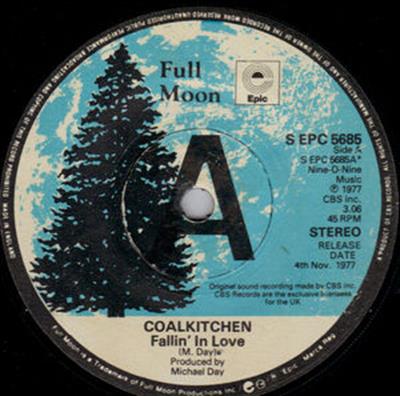 Full
Moon
Epic
A
S EPC 5685
Side A
S EPC 5685A*
Nine-O-Nine
Music
℗ 1977
CBS Inc.
3.06
45 RPM
STEREO
RELEASE
DATE
4th Nov. 1977
Original sound recording made by CBS Inc.
CBS Records are the exclusive licensees
for the UK
COALKITCHEN
Fallin' In Love
(M. Day)
Produced by
Michael Day
Full Moon is a Trademark of Full Moon Productions Inc.
Epic Marca Reg
MADE IN ENGLAND